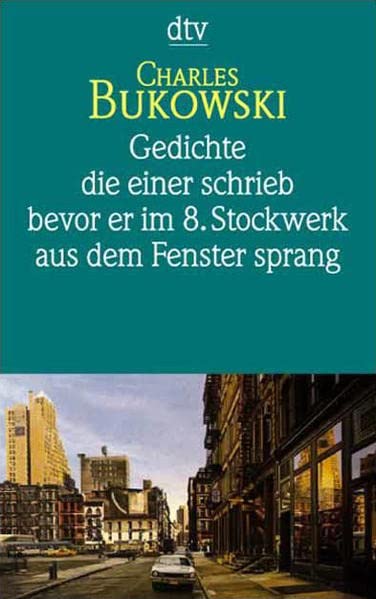 dtv
CHARLES
BUKOWSKI
Gedichte
die einer schrieb
bevor er im 8. Stockwerk
aus dem Fenster sprang